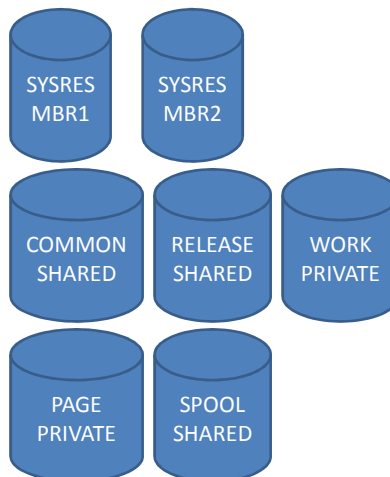 SYSRES
MBR1
SYSRES
MBR2
COMMON
SHARED
RELEASE
SHARED
WORK
PRIVATE
PAGE
PRIVATE
SPOOL
SHARED